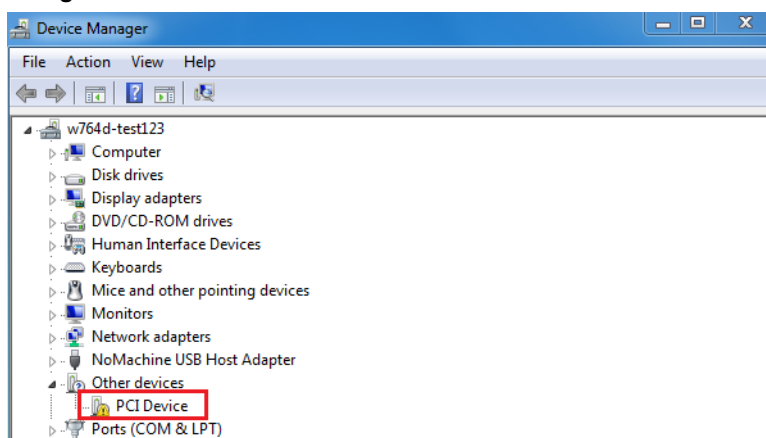 Device Manager
File Action View Help
w764d-test123
Computer
Disk drives
Display adapters
DVD/CD-ROM drives
Human Interface Devices
Keyboards
Mice and other pointing devices
Monitors
Network adapters
NoMachine USB Host Adapter
Other devices
PCI Device
Ports (COM & LPT)